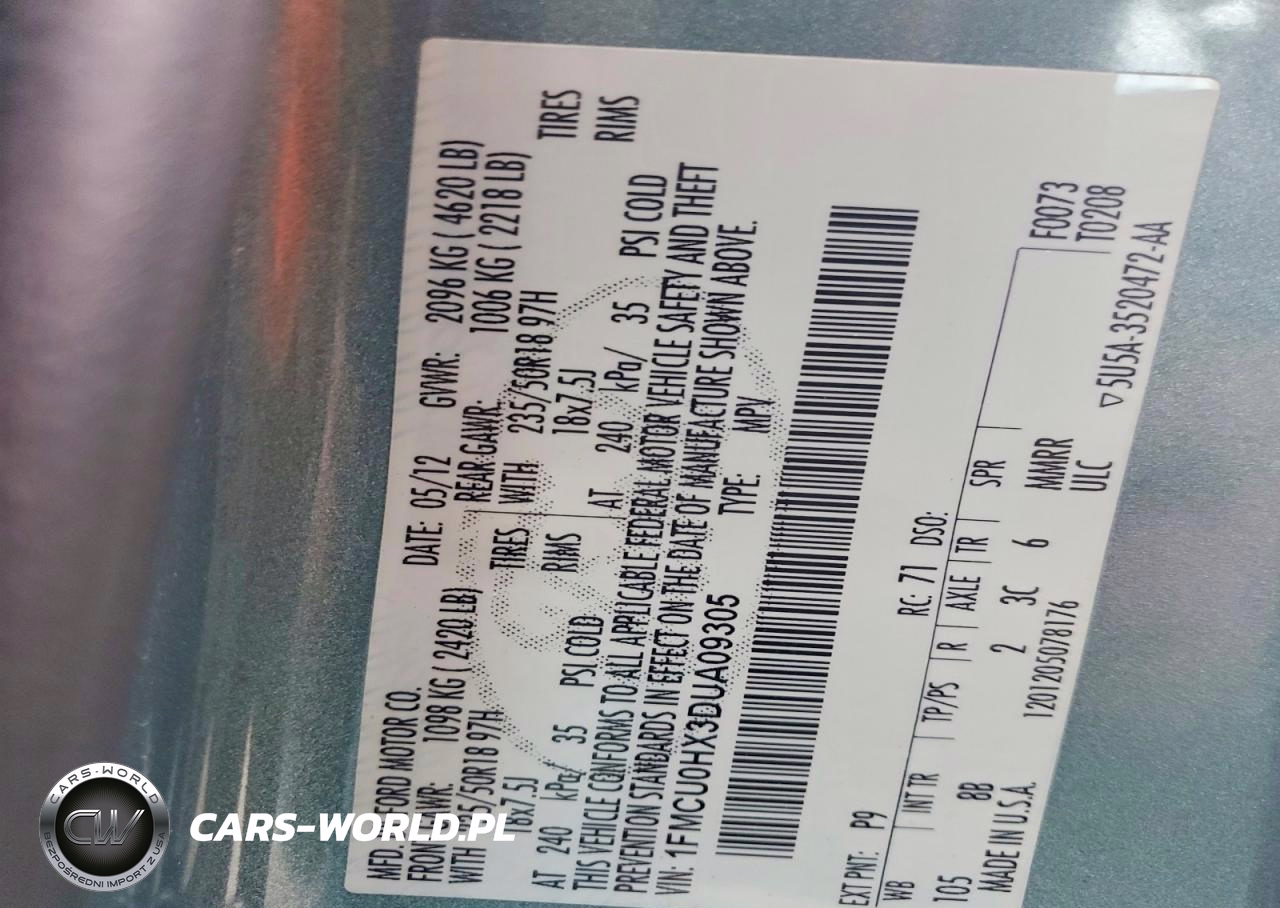 MFD. BY FORD MOTOR CO.
DATE: 05/12 GVWR: 2096 KG ( 4620 LB)
FRONT GAWR: 1098 KG ( 2420 LB) REAR GAWR: 1006 KG ( 2218 LB)
WITH 235/50R18 97H TIRES WITH 235/50R18 97H TIRES
18x7.5J RIMS 18x7.5J RIMS
AT 240 kPa/ 35 PSI COLD AT 240 kPa/ 35 PSI COLD
THIS VEHICLE CONFORMS TO ALL APPLICABLE FEDERAL MOTOR VEHICLE SAFETY AND THEFT
PREVENTION STANDARDS IN EFFECT ON THE DATE OF MANUFACTURE SHOWN ABOVE.
VIN: 1FMCU0HX3DUA09305 TYPE: MPV
EXT PNT: P9 RC: 71 DSO:
WB INT TR TP/PS R AXLE TR SPR F0073
105 8B 2 3C 6 T0208
MADE IN U.S.A. 1201205078176 MMRR
ULC
▽ 5U5A-3520472-AA
CARS-WORLD
CW
BEZPOŚREDNI IMPORT Z USA
CARS-WORLD.PL